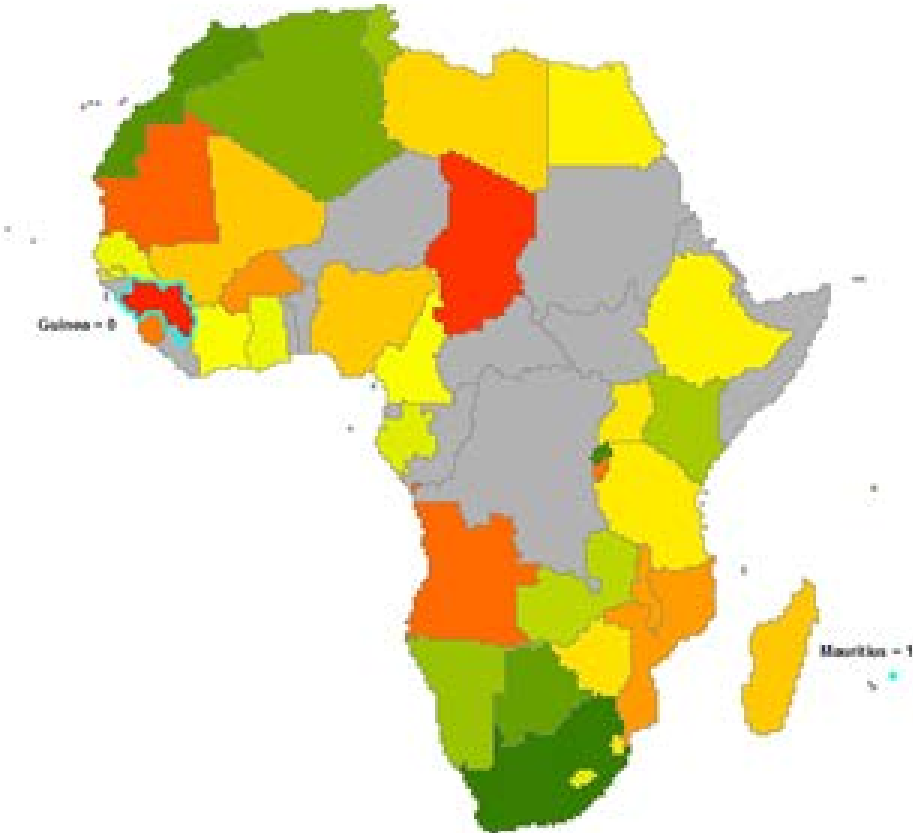 Guinea = 0
Mauritius = 1